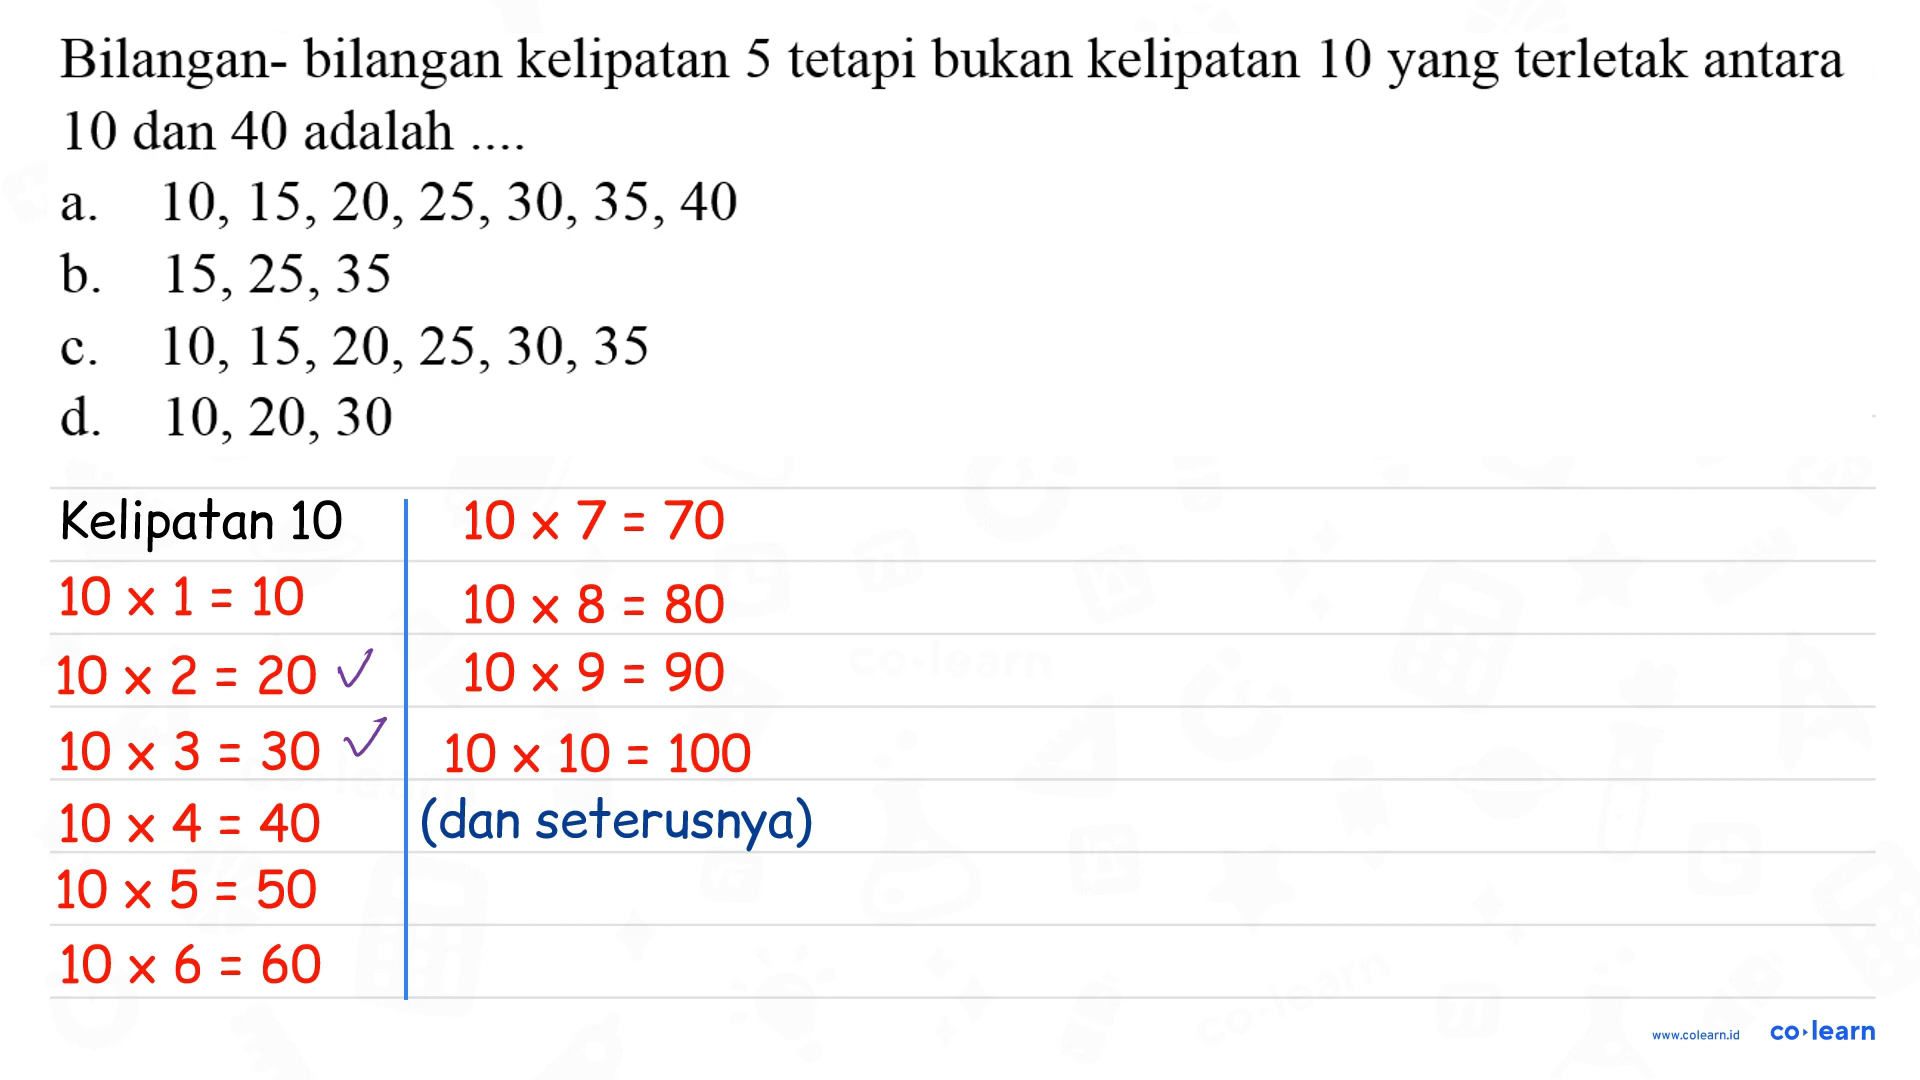 Bilangan- bilangan kelipatan 5 tetapi bukan kelipatan 10 yang terletak antara
10 dan 40 adalah ....
a. 10, 15, 20, 25, 30, 35, 40
b. 15, 25, 35
c. 10, 15, 20, 25, 30, 35
d. 10, 20, 30
Kelipatan 10
10 x 1 = 10
10 x 2 = 20 ✓
10 x 3 = 30 ✓
10 x 4 = 40
10 x 5 = 50
10 x 6 = 60
10 x 7 = 70
10 x 8 = 80
10 x 9 = 90
10 x 10 = 100
(dan seterusnya)
www.colearn.id co▸learn